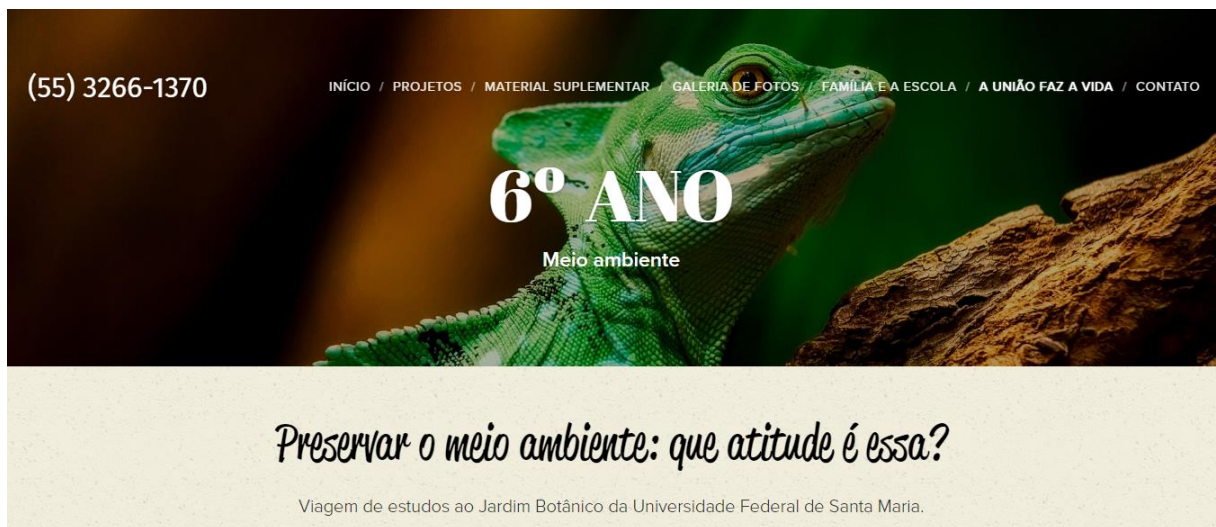 (55) 3266-1370
INÍCIO / PROJETOS / MATERIAL SUPLEMENTAR / GALERIA DE FOTOS / FAMÍLIA E A ESCOLA / A UNIÃO FAZ A VIDA / CONTATO
6º ANO
Meio ambiente
Preservar o meio ambiente: que atitude é essa?
Viagem de estudos ao Jardim Botânico da Universidade Federal de Santa Maria.